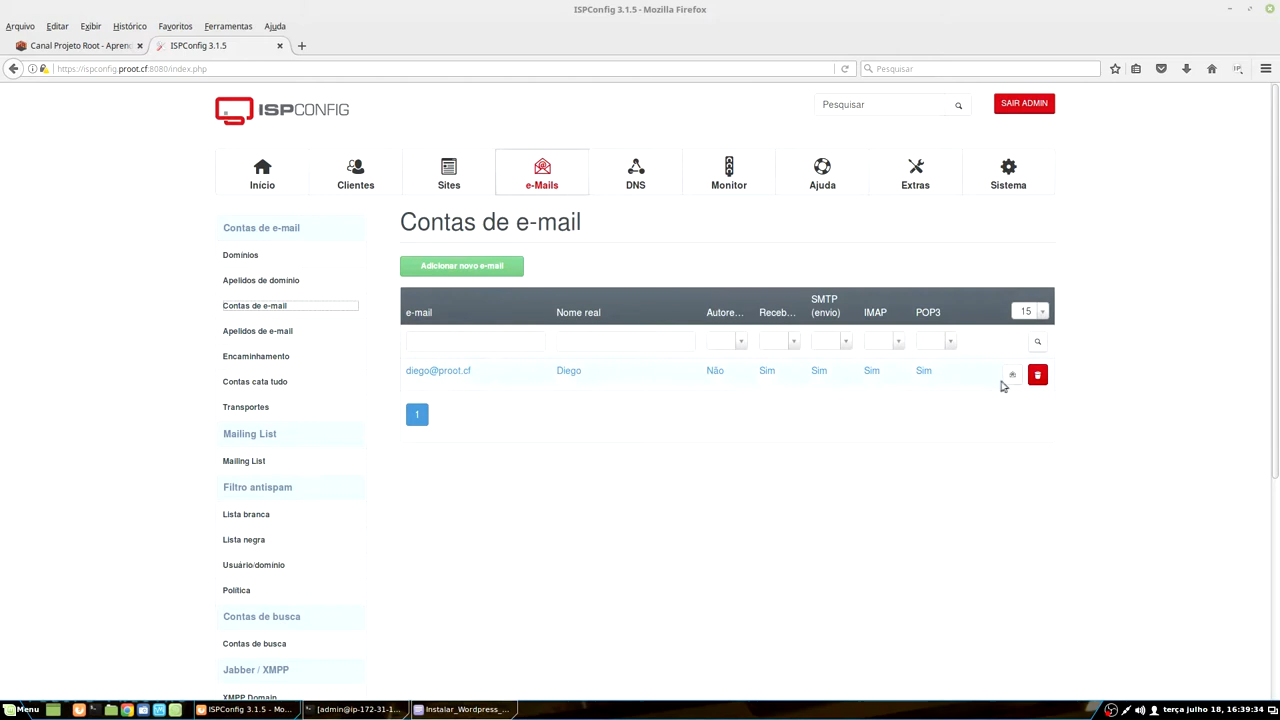 ISPConfig 3.1.5 - Mozilla Firefox
Arquivo Editar Exibir Histórico Favoritos Ferramentas Ajuda
Canal Projeto Root - Apren
ISPConfig 3.1.5
https://ispconfig.proot.cf:8080/index.php
Pesquisar
ISPCONFIG
Pesquisar
SAIR ADMIN
Início
Clientes
Sites
e-Mails
DNS
Monitor
Ajuda
Extras
Sistema
Contas de e-mail
Domínios
Apelidos de domínio
Contas de e-mail
Apelidos de e-mail
Encaminhamento
Contas cata tudo
Transportes
Mailing List
Mailing List
Filtro antispam
Lista branca
Lista negra
Usuário/domínio
Política
Contas de busca
Contas de busca
Jabber / XMPP
XMPP Domain
Contas de e-mail
Adicionar novo e-mail
e-mail Nome real Autore... Receb... SMTP (envio) IMAP POP3 15
diego@proot.cf Diego Não Sim Sim Sim Sim
1
Menu
ISPConfig 3.1.5 - Mo...
[admin@ip-172-31-1...
Instalar_Wordpress_...
terça julho 18, 16:39:34